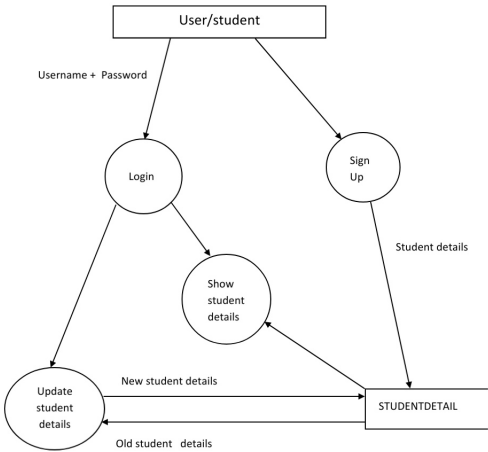 User/student
Username + Password
Login
Sign
Up
Student details
Show
student
details
New student details
Update
student
details
STUDENTDETAIL
Old student details